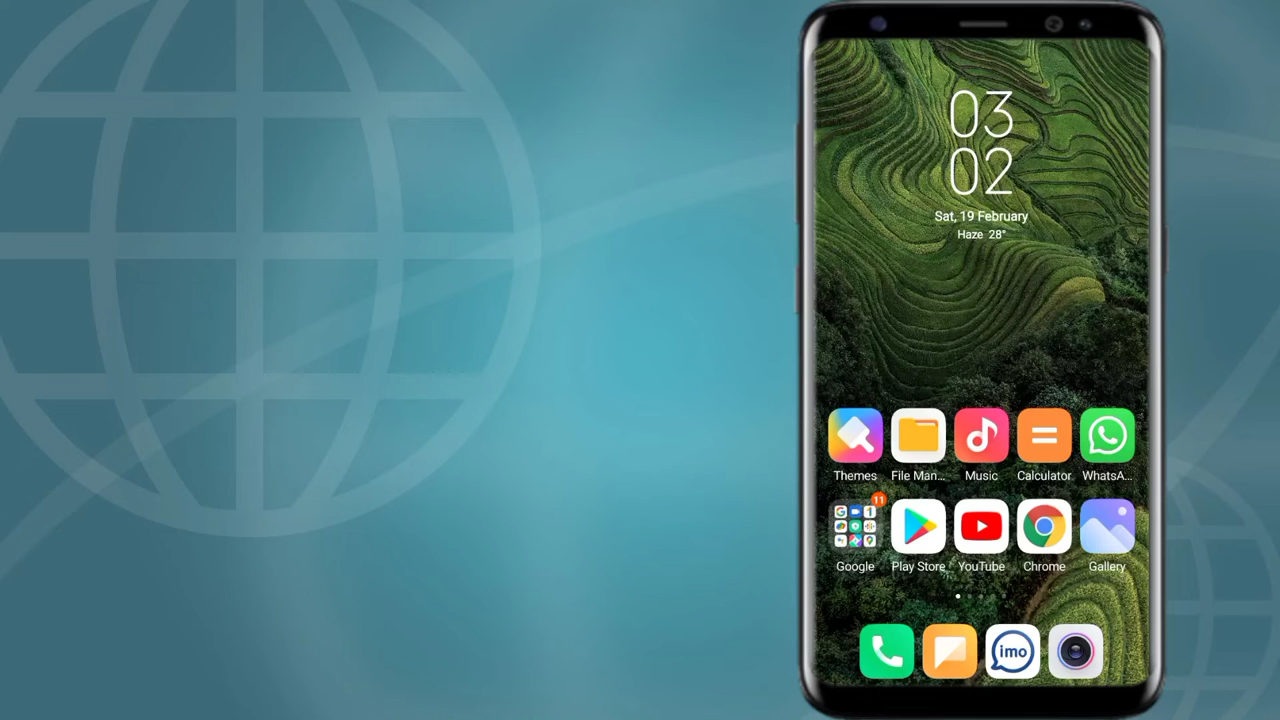 03
02
Sat, 19 February
Haze 28°
Themes File Man... Music Calculator WhatsA...
11
Google Play Store YouTube Chrome Gallery
imo